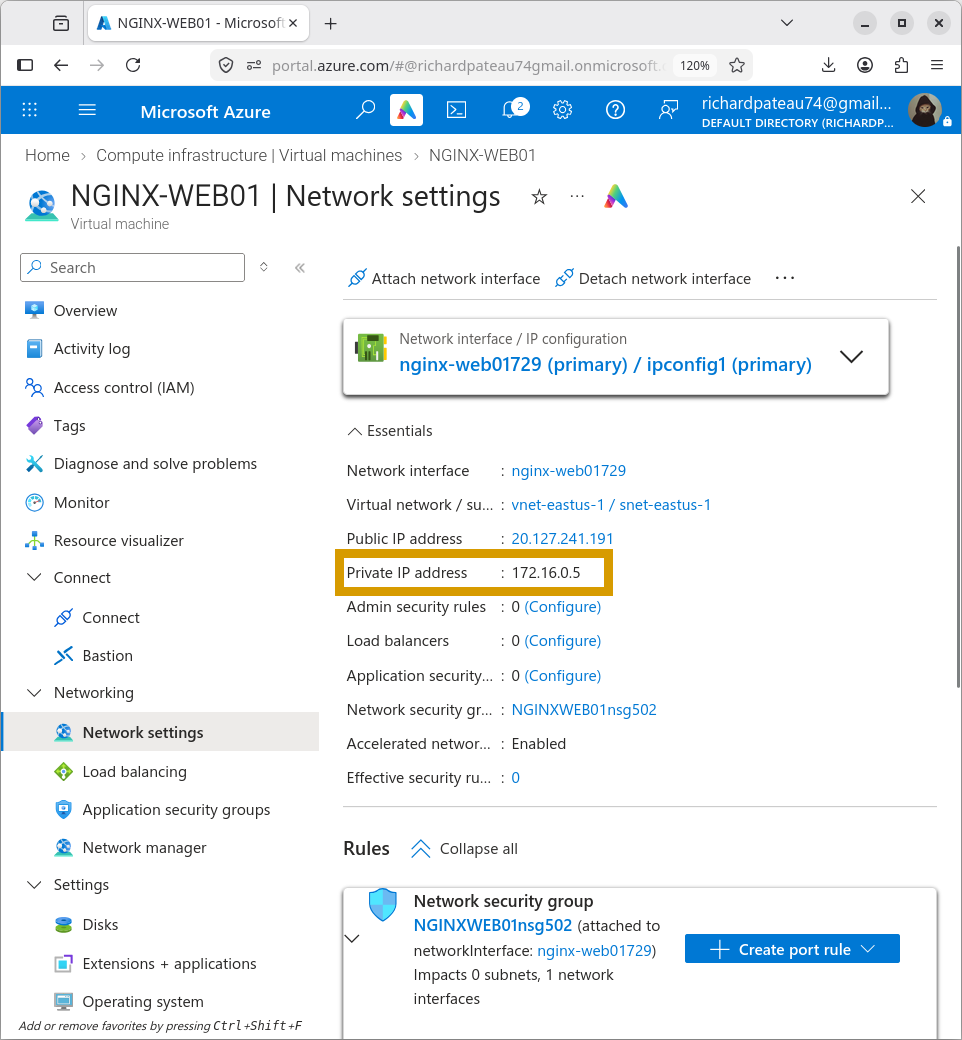 NGINX-WEB01 - Microsoft
portal.azure.com/#@richardpateau74gmail.onmicrosoft.c
120%
Microsoft Azure
2
richardpateau74@gmail...
DEFAULT DIRECTORY (RICHARDP...
Home > Compute infrastructure | Virtual machines > NGINX-WEB01
NGINX-WEB01 | Network settings
Virtual machine
Search
Overview
Activity log
Access control (IAM)
Tags
Diagnose and solve problems
Monitor
Resource visualizer
Connect
Connect
Bastion
Networking
Network settings
Load balancing
Application security groups
Network manager
Settings
Disks
Extensions + applications
Operating system
Add or remove favorites by pressing Ctrl+Shift+F
Attach network interface Detach network interface ...
Network interface / IP configuration
nginx-web01729 (primary) / ipconfig1 (primary)
Essentials
Network interface : nginx-web01729
Virtual network / su... : vnet-eastus-1 / snet-eastus-1
Public IP address : 20.127.241.191
Private IP address : 172.16.0.5
Admin security rules : 0 (Configure)
Load balancers : 0 (Configure)
Application security... : 0 (Configure)
Network security gr... : NGINXWEB01nsg502
Accelerated networ... : Enabled
Effective security ru... : 0
Rules Collapse all
Network security group
NGINXWEB01nsg502 (attached to
networkInterface: nginx-web01729)
Impacts 0 subnets, 1 network
interfaces
Create port rule